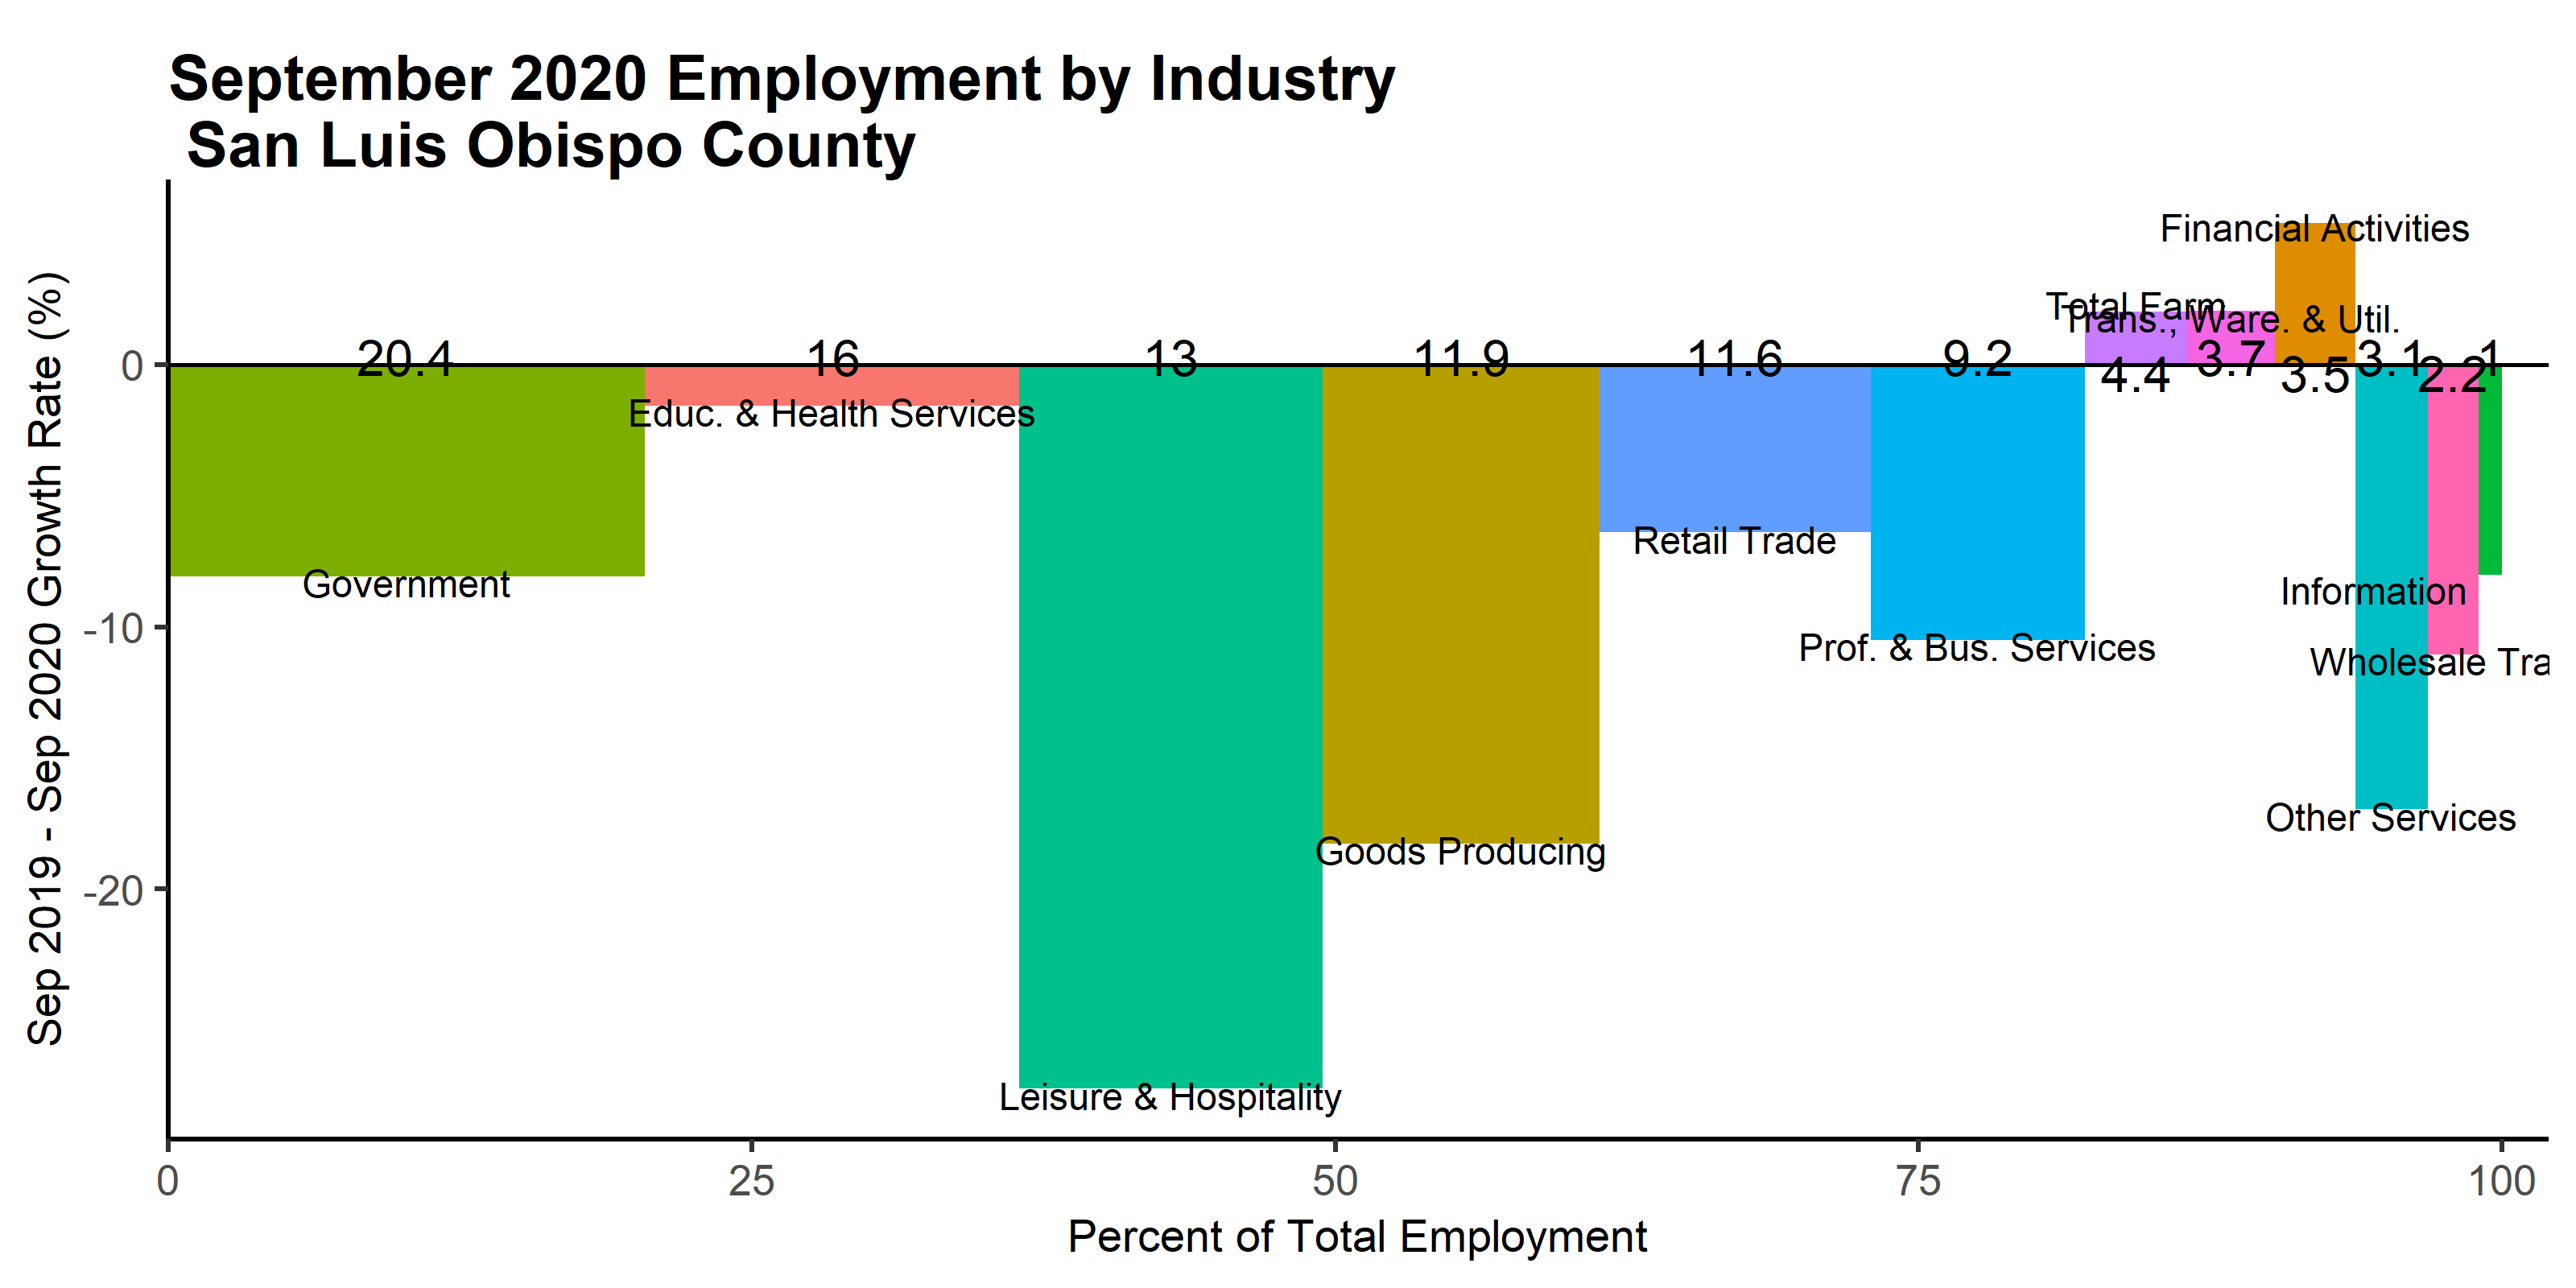 September 2020 Employment by Industry
San Luis Obispo County
Sep 2019 - Sep 2020 Growth Rate (%)
Financial Activities
Total Farm
Trans., Ware. & Util.
0
20.4
16
13
11.9
11.6
9.2
4.4
3.7
3.5
3.1
2.2
1
Educ. & Health Services
Retail Trade
Government
Information
-10
Prof. & Bus. Services
Wholesale Tra
Other Services
Goods Producing
-20
Leisure & Hospitality
0
25
50
75
100
Percent of Total Employment